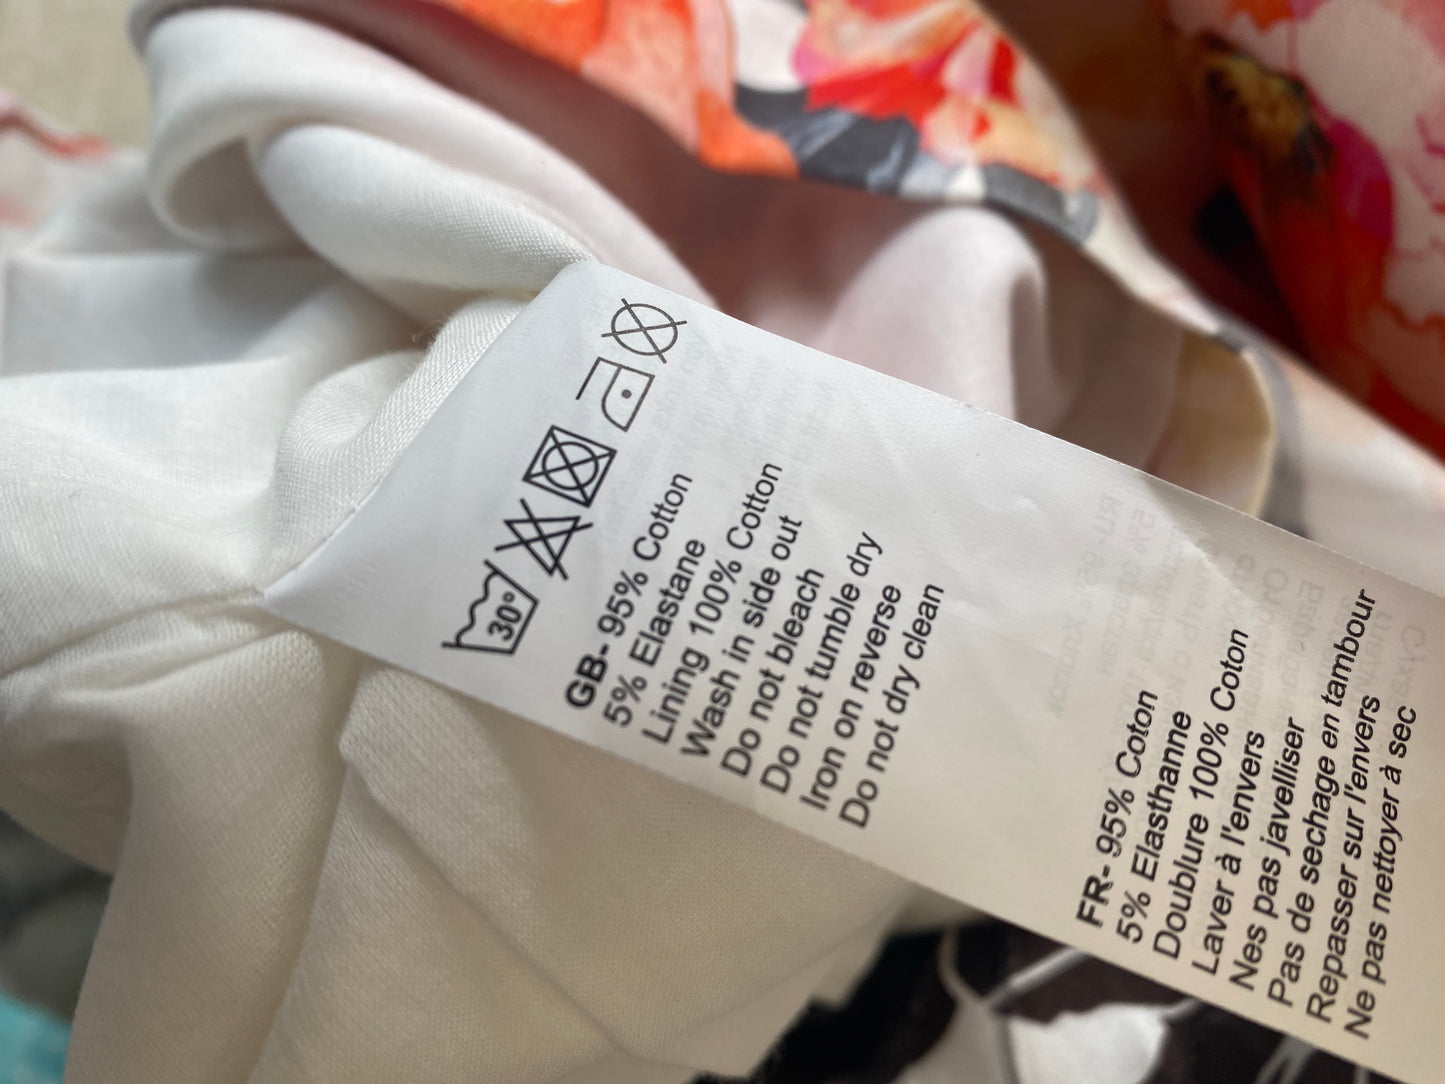 30°
GB- 95% Cotton
5% Elastane
Lining 100% Cotton
Wash in side out
Do not bleach
Do not tumble dry
Iron on reverse
Do not dry clean
FR- 95% Coton
5% Elasthanne
Doublure 100% Coton
Laver à l'envers
Nes pas javelliser
Pas de sechage en tambour
Repasser sur l'envers
Ne pas nettoyer à sec